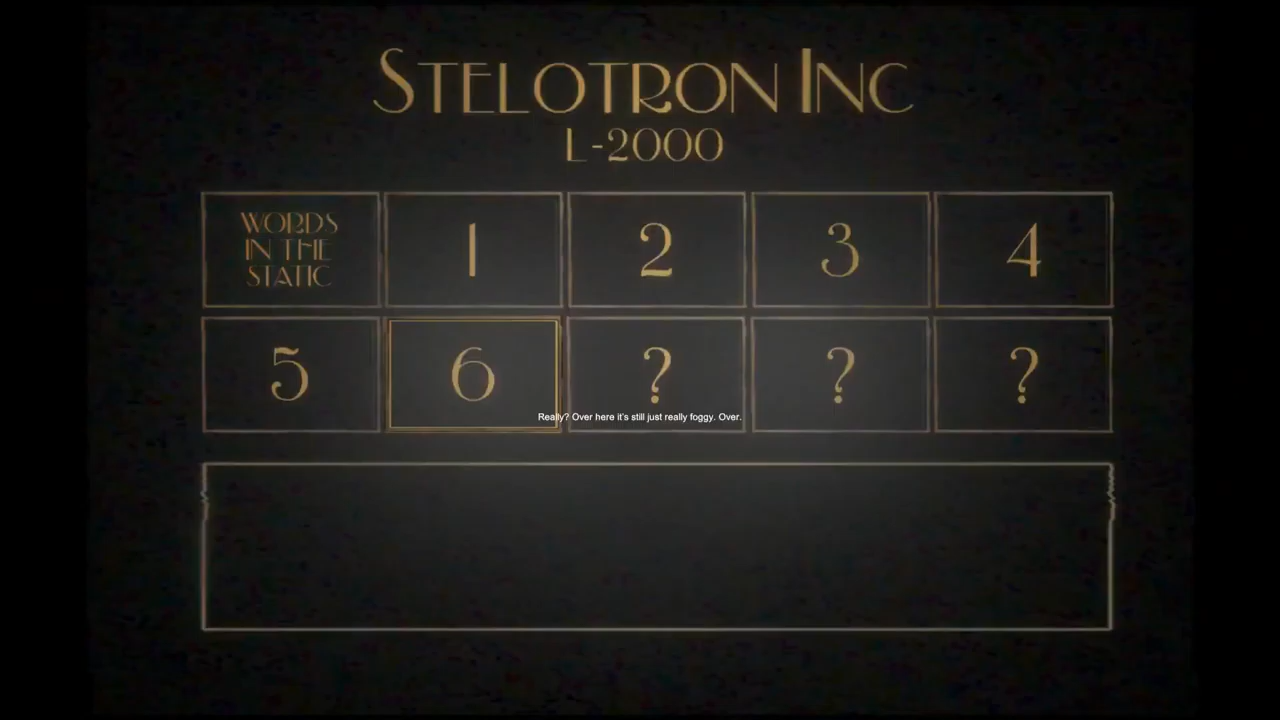 STELOTRON INC
L-2000
WORDS
IN THE
STATIC
1
2
3
4
5
6
?
?
?
Really? Over here it's still just really foggy. Over.